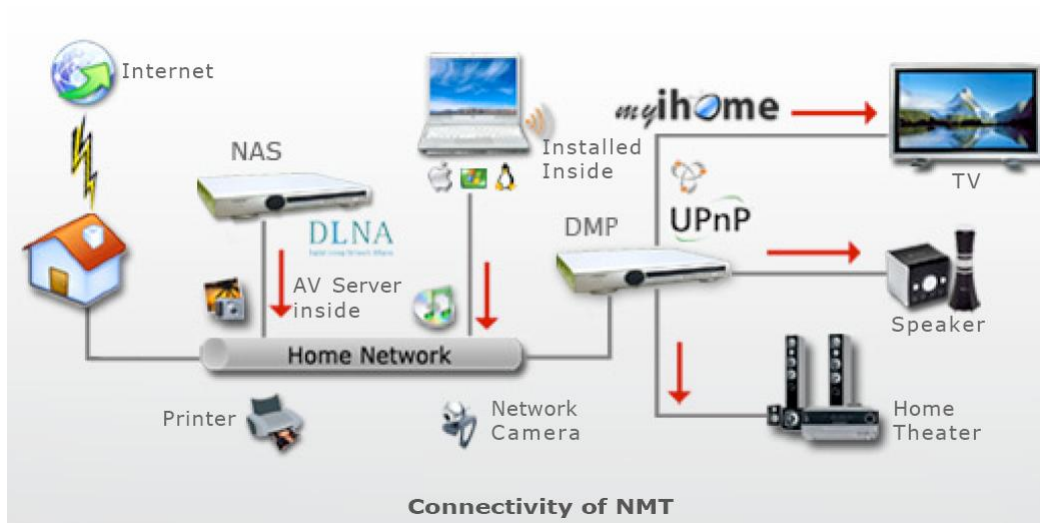 Internet
NAS
DLNA
AV Server
inside
Installed
Inside
myihome
UPnP
DMP
TV
Speaker
Home Network
Printer
Network
Camera
Home
Theater
Connectivity of NMT